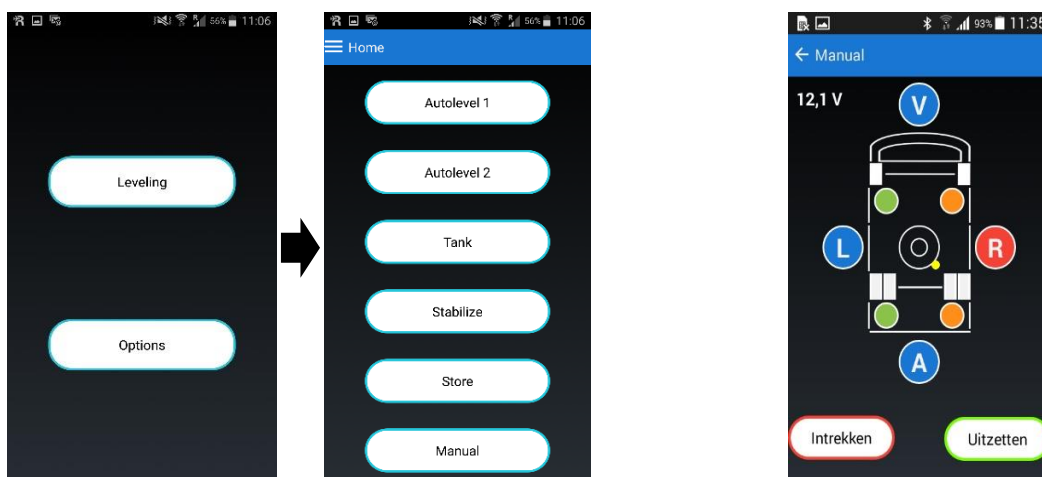 56% 11:06
Leveling
Options
56% 11:06
Home
Autolevel 1
Autolevel 2
Tank
Stabilize
Store
Manual
93% 11:35
Manual
12,1 V
V
L
R
A
Intrekken
Uitzetten